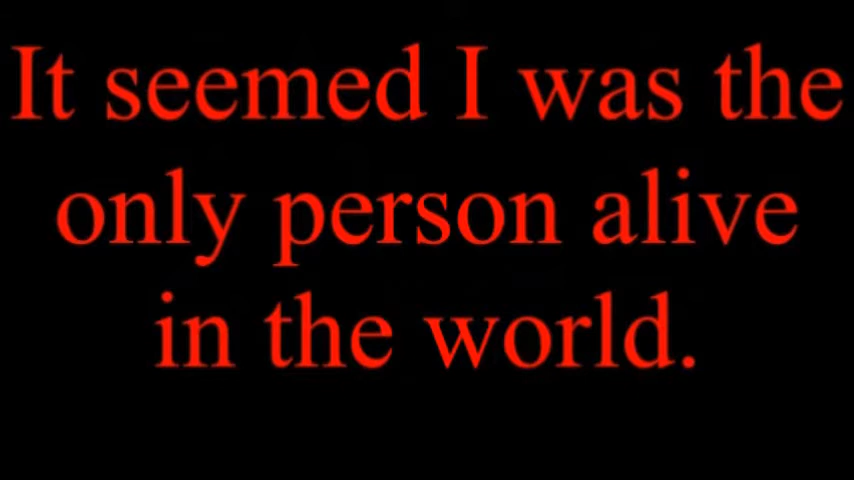 It seemed I was the
only person alive
in the world.